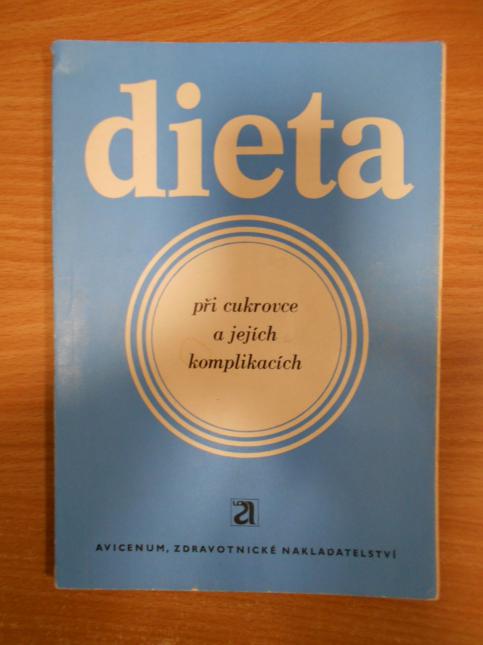 dieta
při cukrovce
a jejích
komplikacích
AVICENUM, ZDRAVOTNICKÉ NAKLADATELSTVÍ